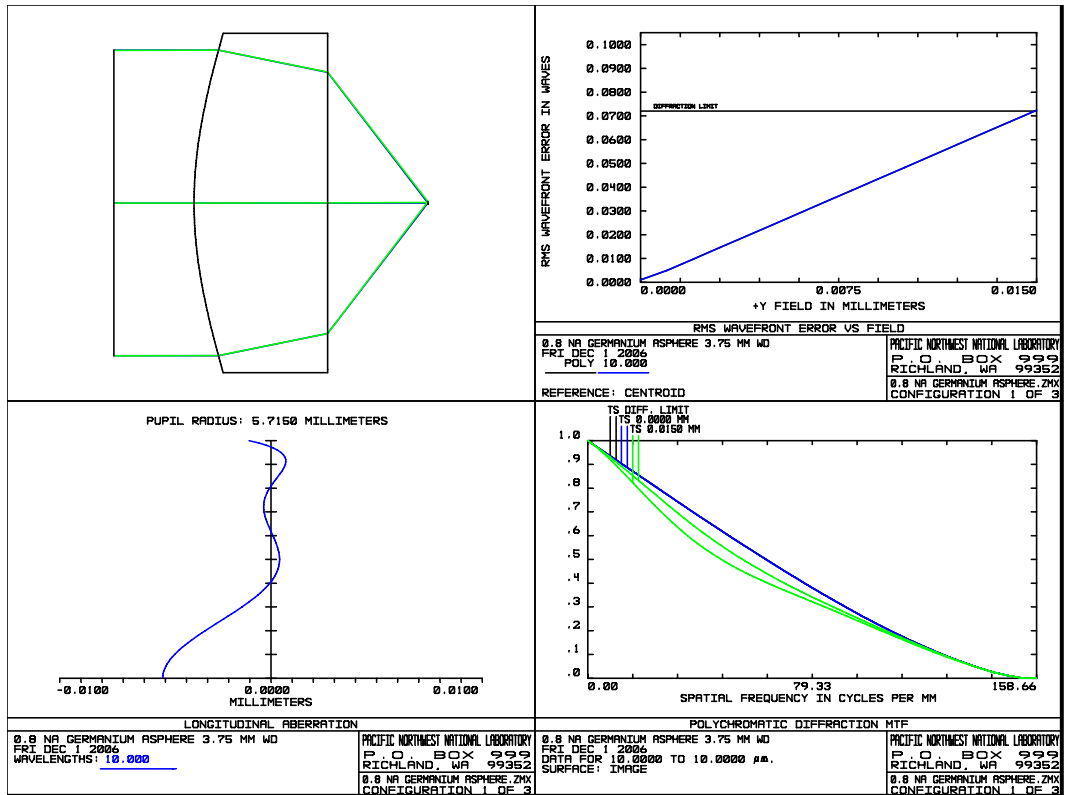 0.1000
0.0900
0.0800
0.0700
0.0600
0.0500
0.0400
0.0300
0.0200
0.0100
0.0000
RMS WAVEFRONT ERROR IN WAVES
DIFFRACTION LIMIT
0.0000 0.0075 0.0150
+Y FIELD IN MILLIMETERS
RMS WAVEFRONT ERROR VS FIELD
0.8 NA GERMANIUM ASPHERE 3.75 MM WD
FRI DEC 1 2006
POLY 10.000
REFERENCE: CENTROID
PACIFIC NORTHWEST NATIONAL LABORATORY
P.O. BOX 999
RICHLAND, WA 99352
0.8 NA GERMANIUM ASPHERE.ZMX
CONFIGURATION 1 OF 3
PUPIL RADIUS: 5.7150 MILLIMETERS
-0.0100 0.0000 0.0100
MILLIMETERS
LONGITUDINAL ABERRATION
0.8 NA GERMANIUM ASPHERE 3.75 MM WD
FRI DEC 1 2006
WAVELENGTHS: 10.000
PACIFIC NORTHWEST NATIONAL LABORATORY
P.O. BOX 999
RICHLAND, WA 99352
0.8 NA GERMANIUM ASPHERE.ZMX
CONFIGURATION 1 OF 3
TS DIFF. LIMIT
TS 0.0000 MM
TS 0.0150 MM
1.0
.9
.8
.7
.6
.5
.4
.3
.2
.1
.0
0.00 79.33 158.66
SPATIAL FREQUENCY IN CYCLES PER MM
POLYCHROMATIC DIFFRACTION MTF
0.8 NA GERMANIUM ASPHERE 3.75 MM WD
FRI DEC 1 2006
DATA FOR 10.0000 TO 10.0000 µm.
SURFACE: IMAGE
PACIFIC NORTHWEST NATIONAL LABORATORY
P.O. BOX 999
RICHLAND, WA 99352
0.8 NA GERMANIUM ASPHERE.ZMX
CONFIGURATION 1 OF 3